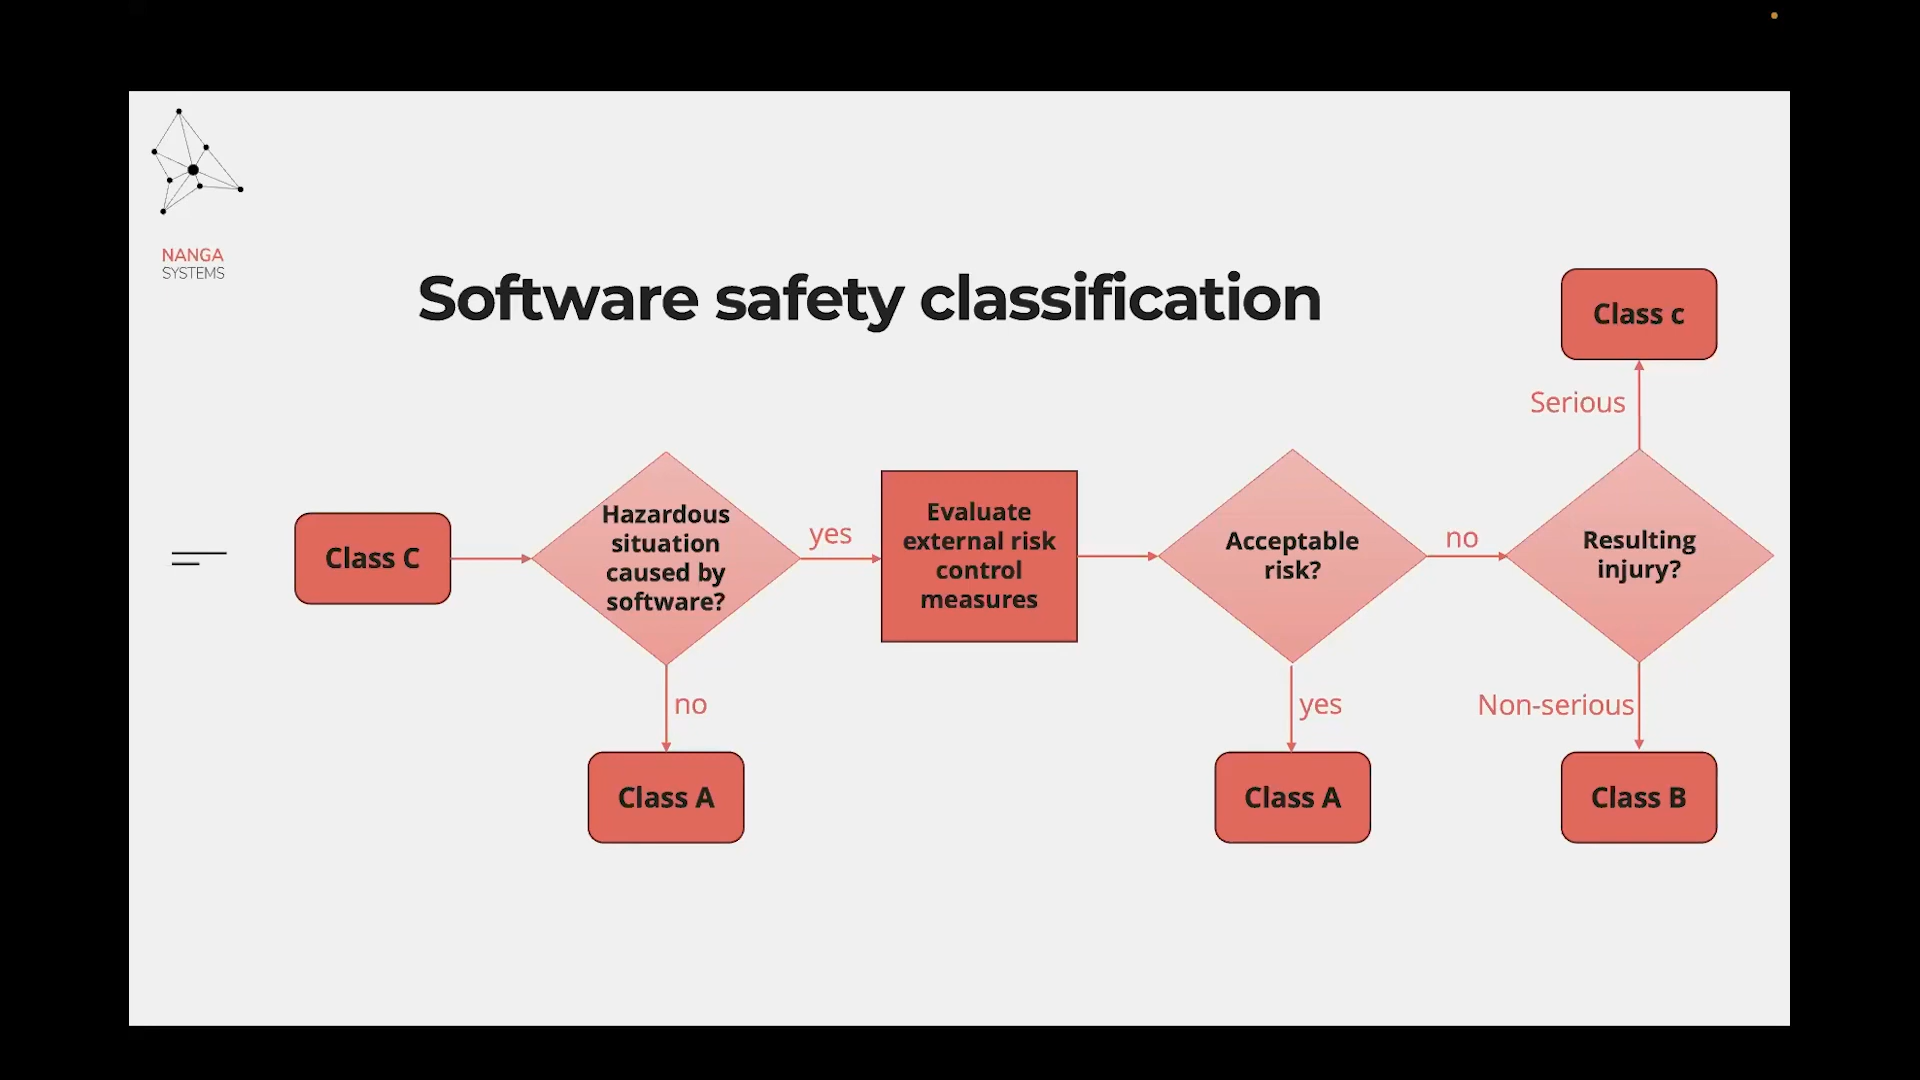 NANGA
SYSTEMS
Software safety classification
Class c
Serious
Class C
Hazardous
situation
caused by
software?
yes
Evaluate
external risk
control
measures
Acceptable
risk?
no
Resulting
injury?
no
yes
Non-serious
Class A
Class A
Class B